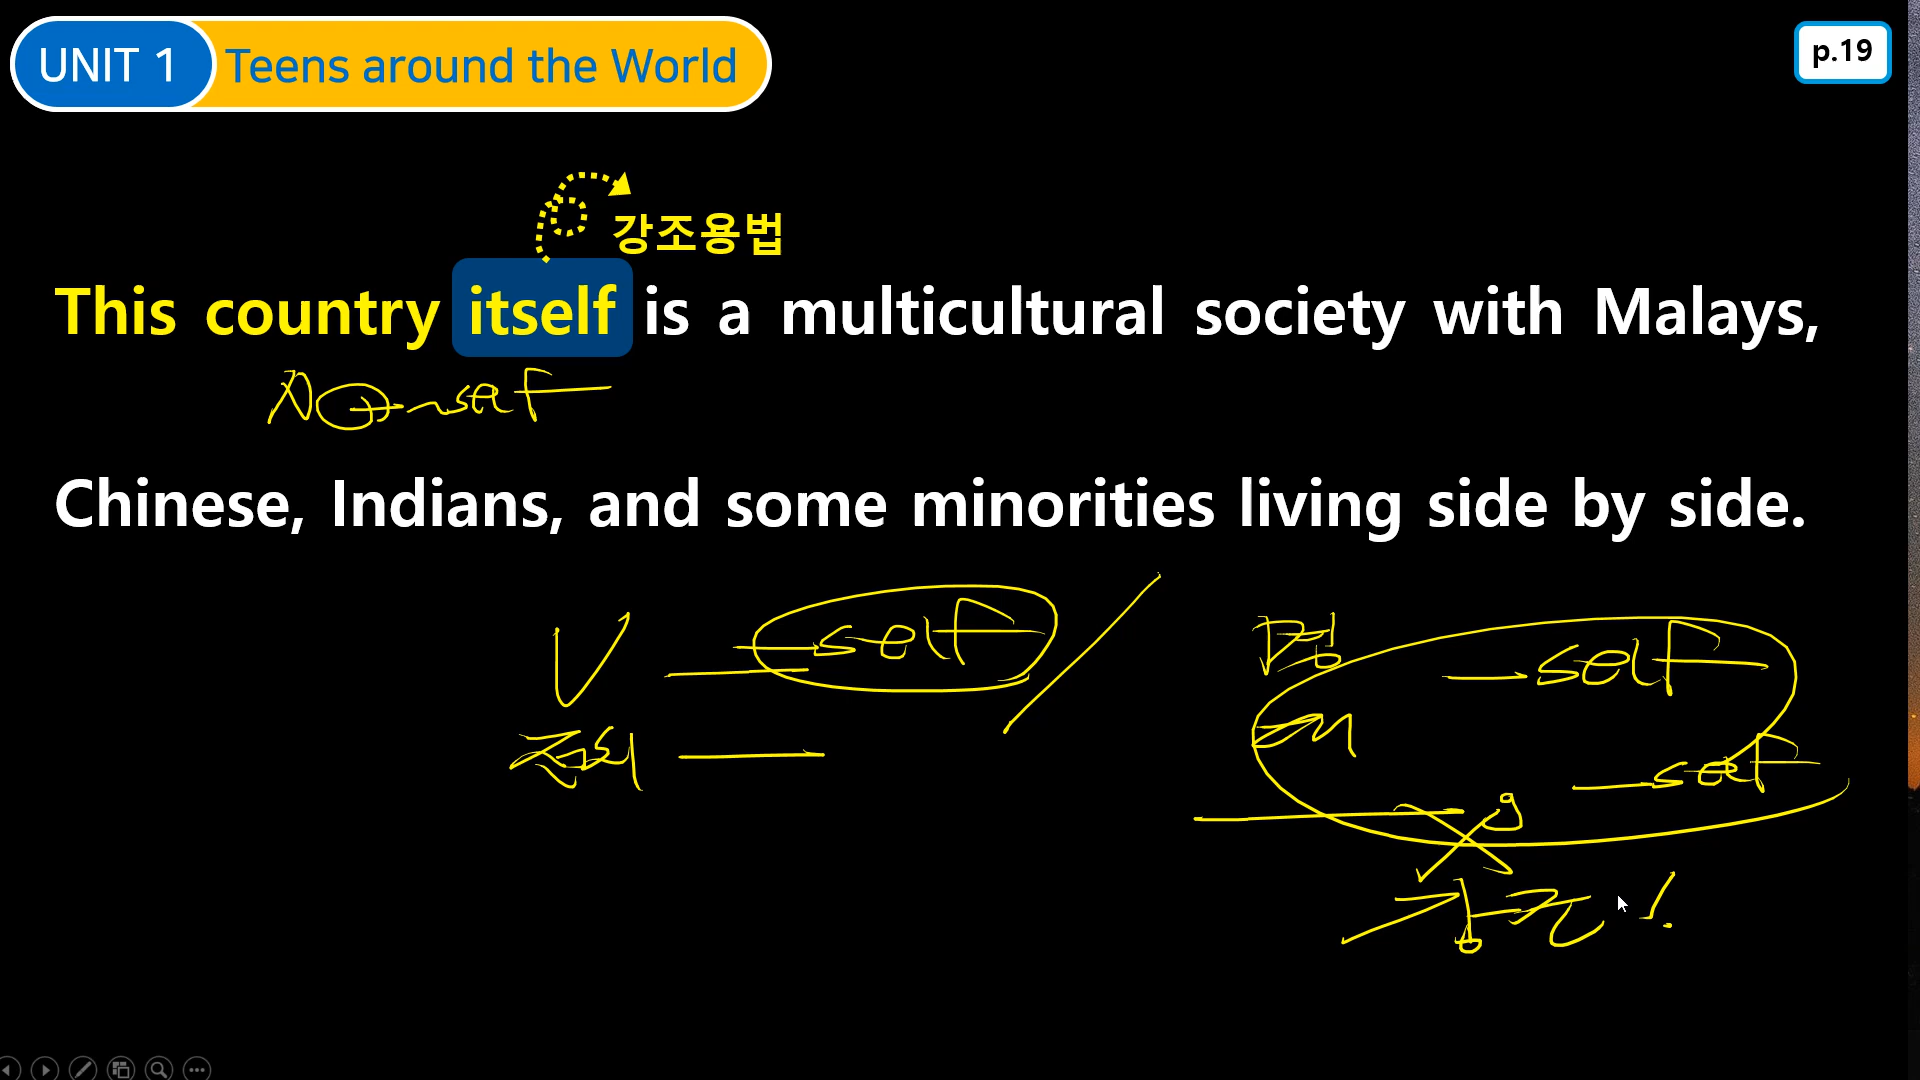 UNIT 1 Teens around the World
p.19
강조용법
This country itself is a multicultural society with Malays,
Chinese, Indians, and some minorities living side by side.
V self
self
self
강조!